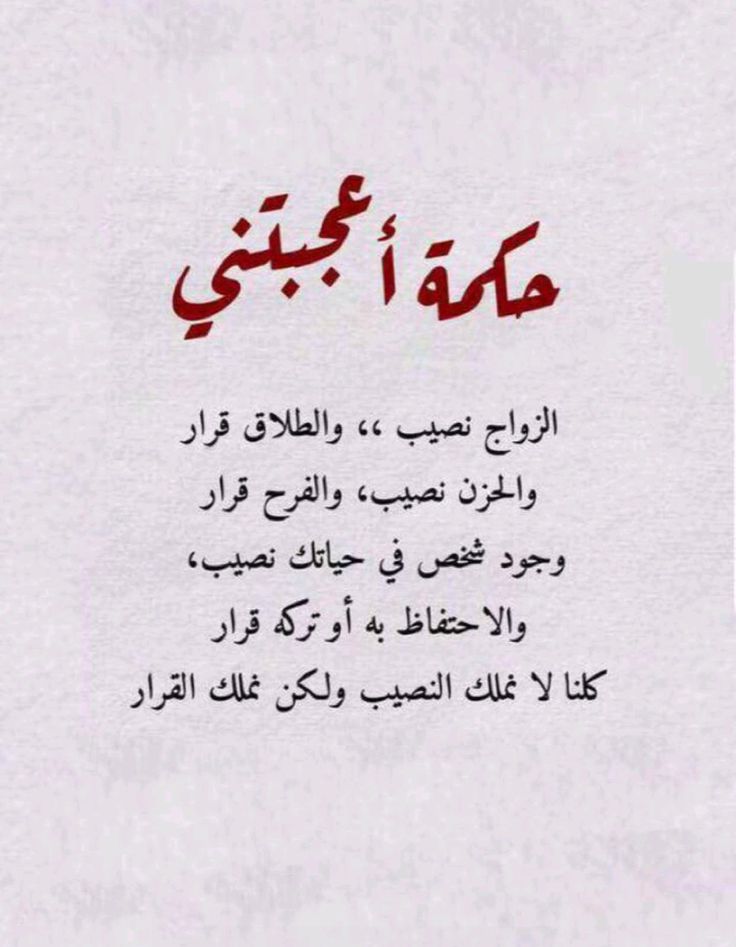 حكمة أعجبتني
الزواج نصيب ،، والطلاق قرار
والحزن نصيب، والفرح قرار
وجود شخص في حياتك نصيب،
والاحتفاظ به أو تركه قرار
كلنا لا نملك النصيب ولكن نملك القرار